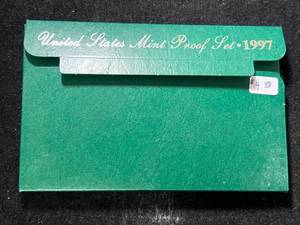 United States Mint Proof Set • 1997